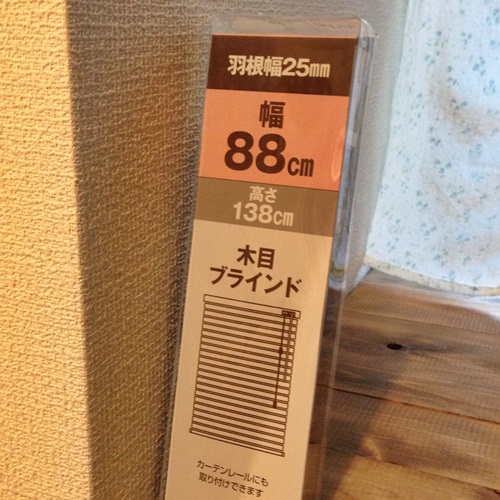 羽根幅25mm
幅
88cm
高さ
138cm
木目
ブラインド
カーテンレールにも
取り付けできます